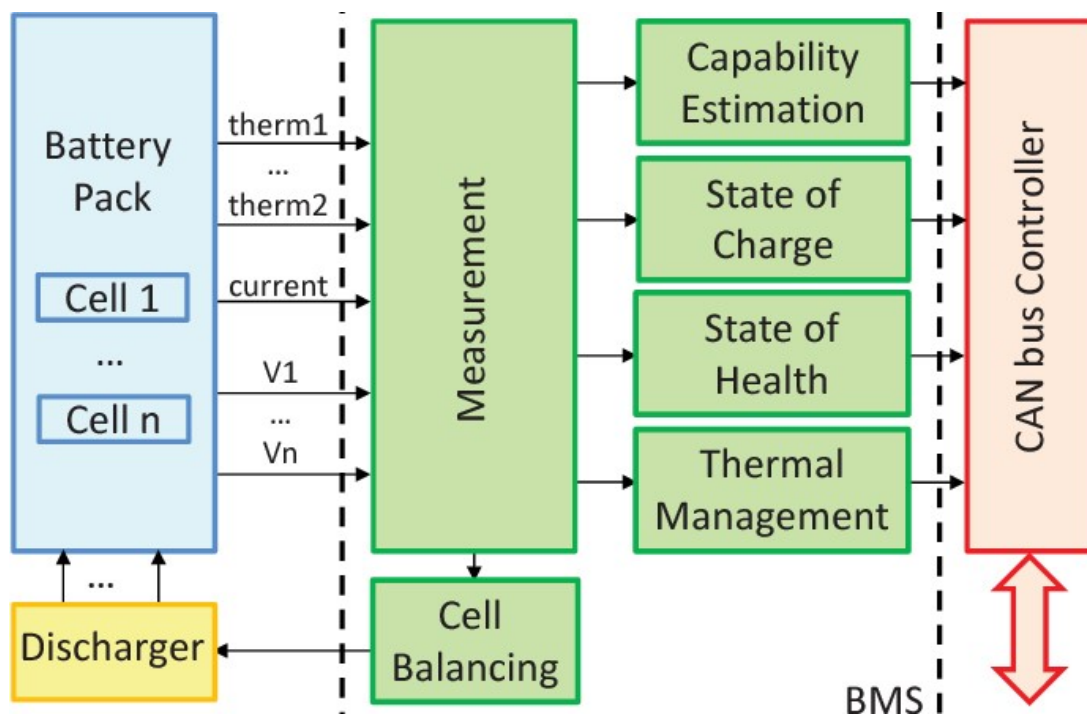 Battery
Pack
Cell 1
...
Cell n
therm1
...
therm2
current
V1
...
Vn
Measurement
Capability
Estimation
State of
Charge
State of
Health
Thermal
Management
CAN bus Controller
...
Discharger
Cell
Balancing
BMS